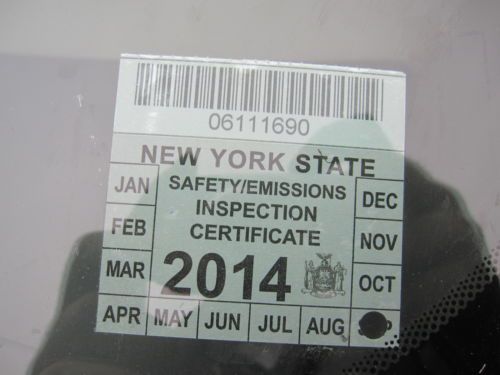 06111690
NEW YORK STATE
SAFETY/EMISSIONS
INSPECTION
CERTIFICATE
2014
JAN
FEB
MAR
APR MAY JUN JUL AUG
OCT
NOV
DEC